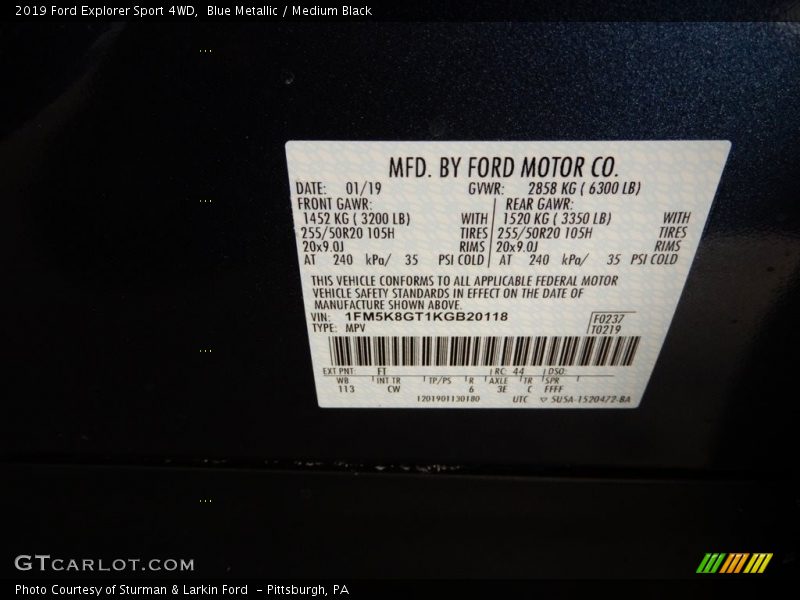 2019 Ford Explorer Sport 4WD, Blue Metallic / Medium Black
MFD. BY FORD MOTOR CO.
DATE: 01/19 GVWR: 2858 KG ( 6300 LB)
FRONT GAWR: REAR GAWR:
1452 KG ( 3200 LB) WITH 1520 KG ( 3350 LB) WITH
255/50R20 105H TIRES 255/50R20 105H TIRES
20x9.0J RIMS 20x9.0J RIMS
AT 240 kPa/ 35 PSI COLD AT 240 kPa/ 35 PSI COLD
THIS VEHICLE CONFORMS TO ALL APPLICABLE FEDERAL MOTOR
VEHICLE SAFETY STANDARDS IN EFFECT ON THE DATE OF
MANUFACTURE SHOWN ABOVE.
VIN: 1FM5K8GT1KGB20118 F0237
TYPE: MPV T0219
EXT PNT: FT RC: 44 DSO:
WB INT TR TP/PS R AXLE TR SPR
113 CW 6 3E C FFFF
1201901130180 UTC 5U5A-1520472-BA
GTCARLOT.COM
Photo Courtesy of Sturman & Larkin Ford - Pittsburgh, PA